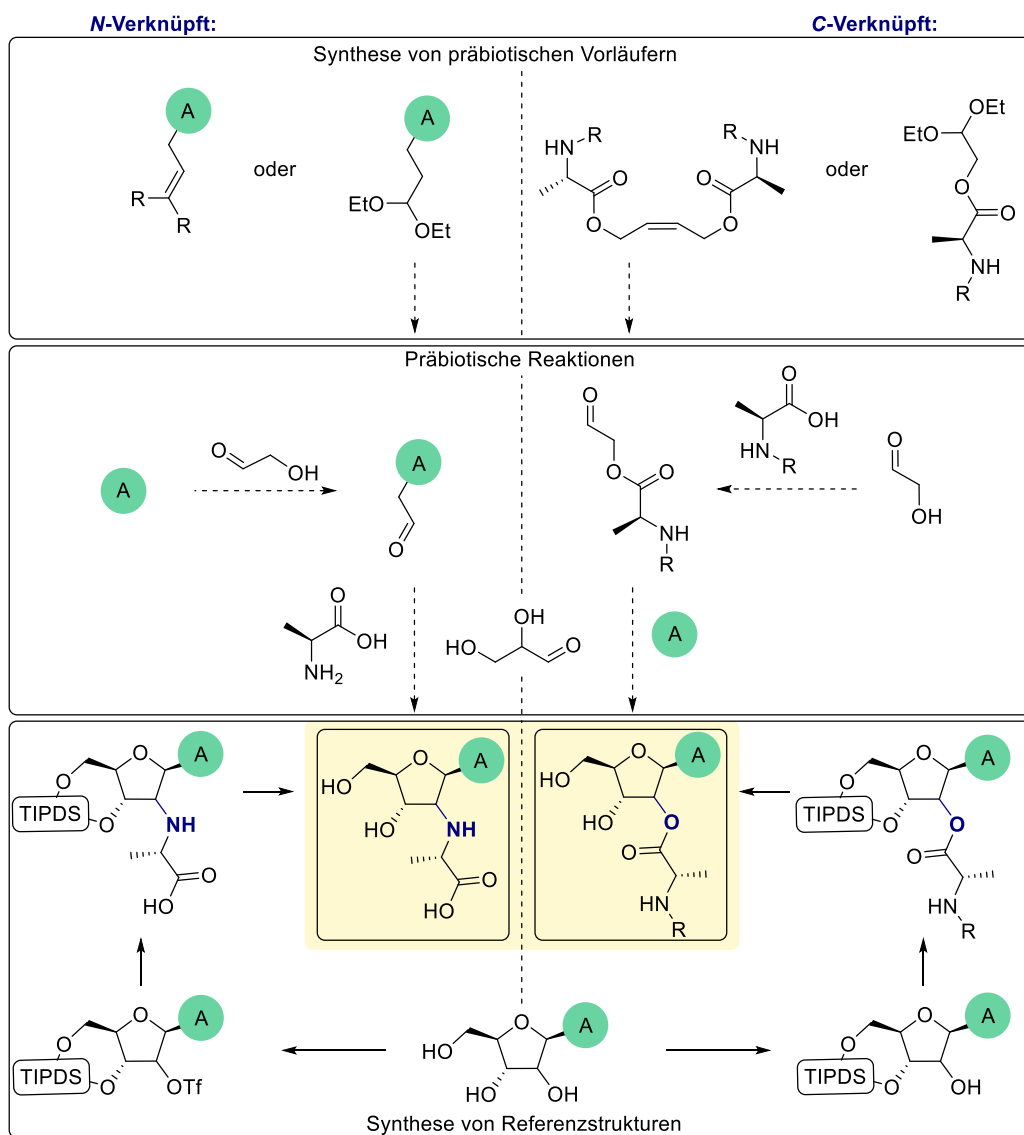 N-Verknüpft:
C-Verknüpft:
Synthese von präbiotischen Vorläufern
A
R
R
oder
A
EtO
OEt
R
HN
O
O
R
NH
O
O
oder
OEt
EtO
O
O
NH
R
Präbiotische Reaktionen
A
O
OH
A
O
O
O
O
NH
R
O
OH
HN
R
O
OH
O
OH
NH2
OH
HO
O
A
O
O
A
TIPDS
O
NH
O
HO
O
A
HO
HO
NH
O
HO
O
A
HO
HO
O
O
HN
R
O
O
A
TIPDS
O
O
O
HN
R
O
O
A
TIPDS
O
OTf
O
A
HO
HO
OH
O
O
A
TIPDS
O
OH
Synthese von Referenzstrukturen